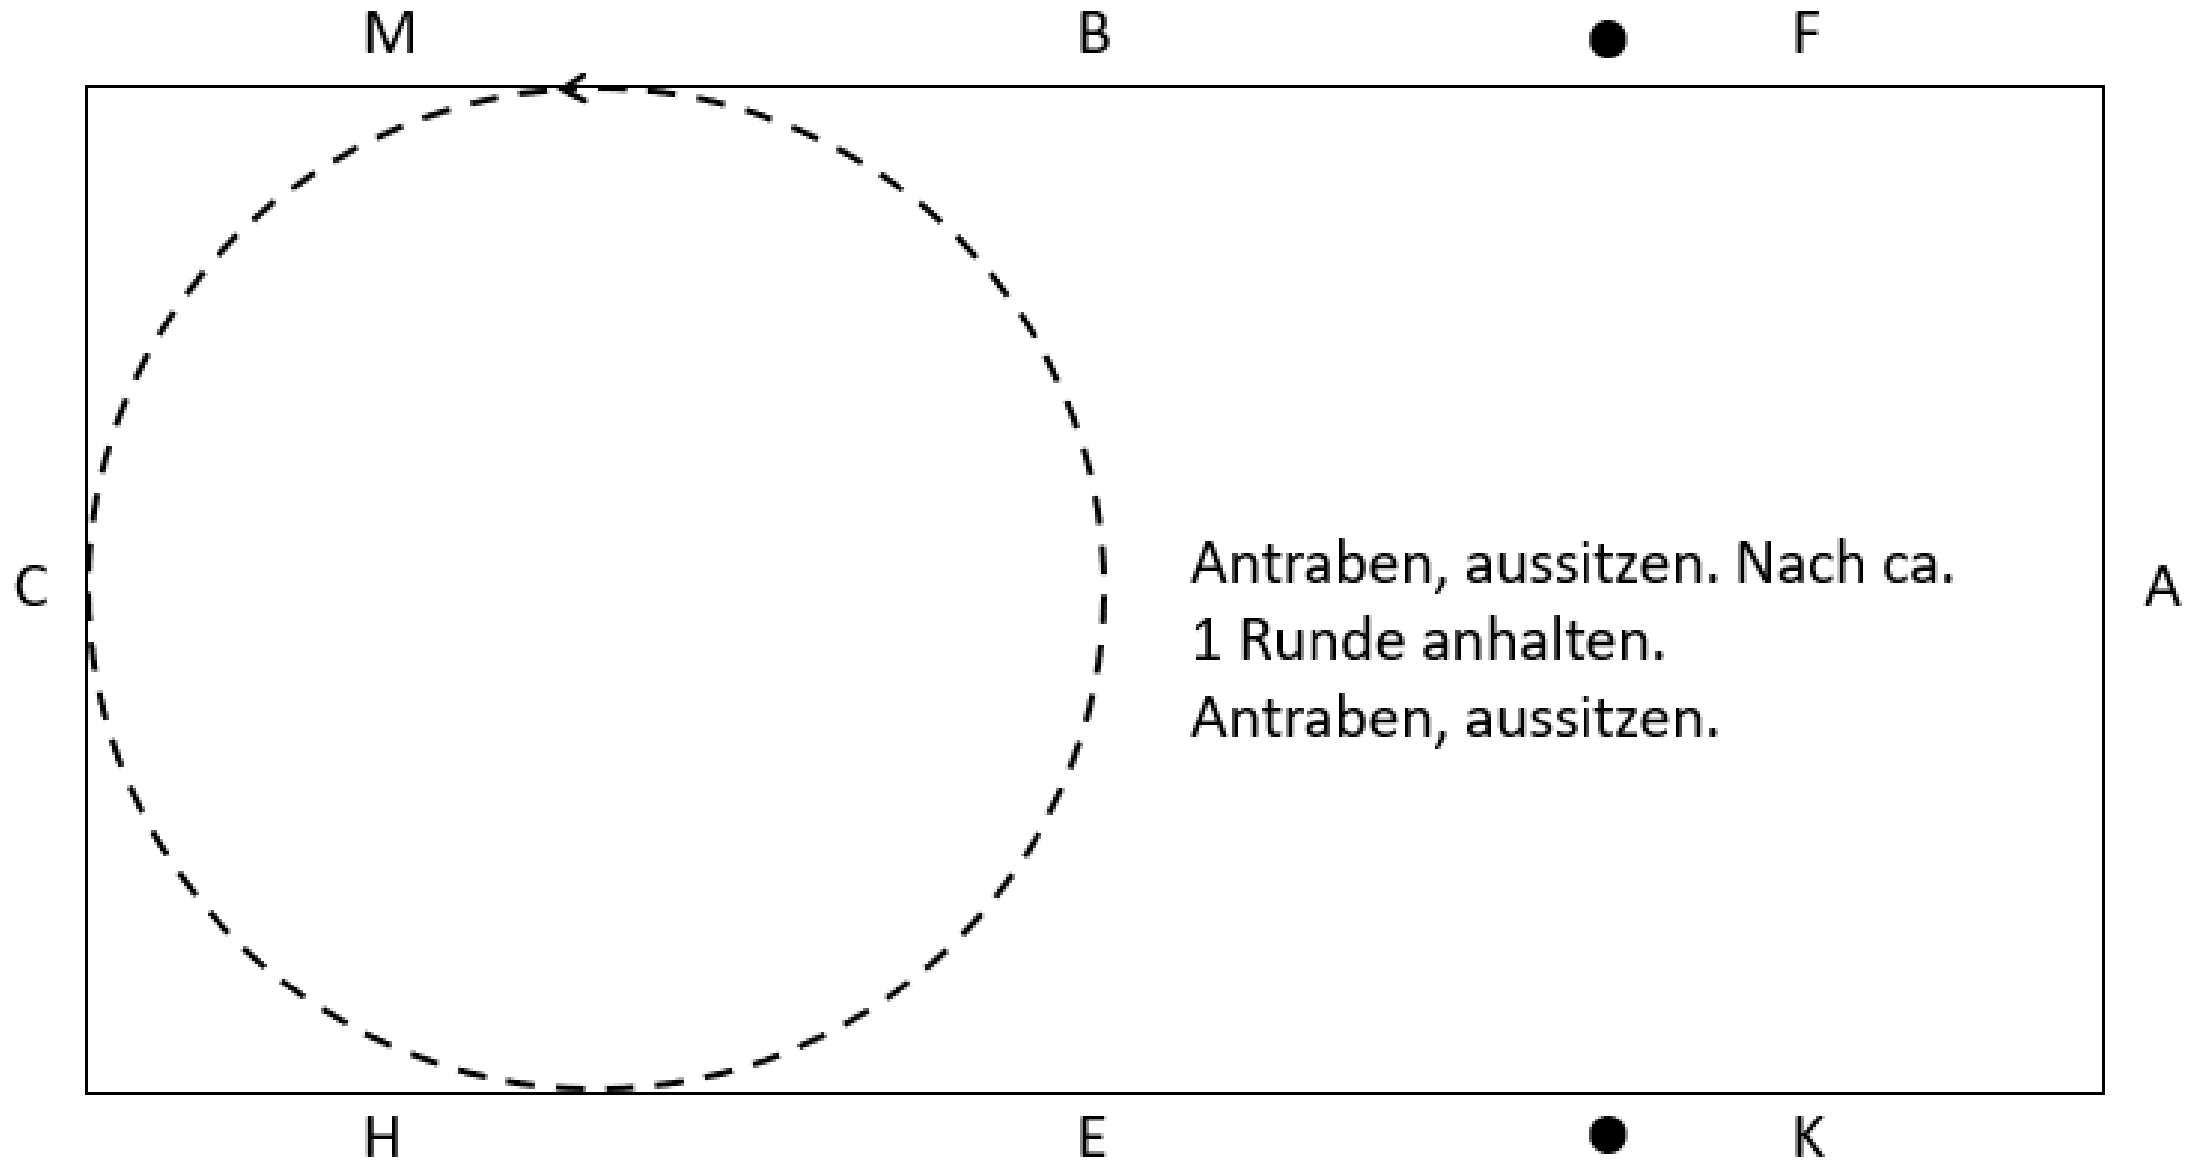 M B F
C
Antraben, aussitzen. Nach ca.
1 Runde anhalten.
Antraben, aussitzen.
A
H E K